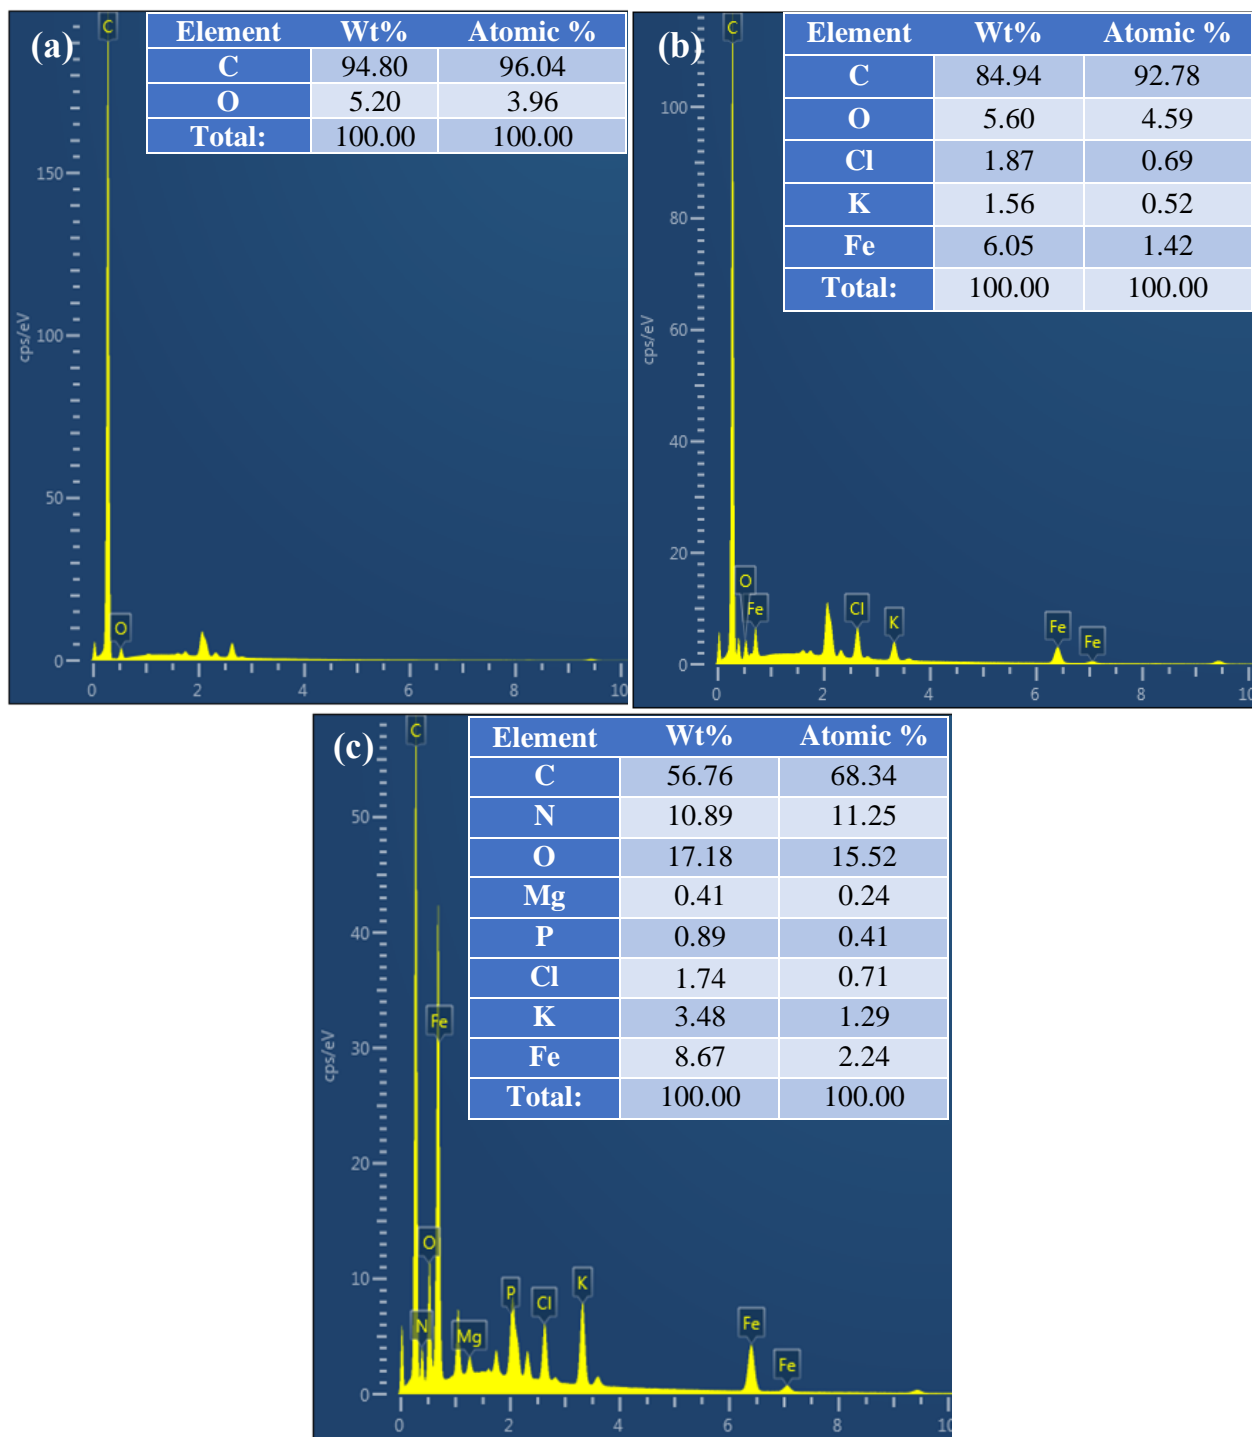 (a)
Element Wt% Atomic %
C 94.80 96.04
O 5.20 3.96
Total: 100.00 100.00
C
150
100
50
0
cps/eV
O
0 2 4 6 8 10
(b)
Element Wt% Atomic %
C 84.94 92.78
O 5.60 4.59
Cl 1.87 0.69
K 1.56 0.52
Fe 6.05 1.42
Total: 100.00 100.00
C
100
80
60
40
20
0
cps/eV
O
Fe
Cl
K
Fe
Fe
0 2 4 6 8 10
(c)
Element Wt% Atomic %
C 56.76 68.34
N 10.89 11.25
O 17.18 15.52
Mg 0.41 0.24
P 0.89 0.41
Cl 1.74 0.71
K 3.48 1.29
Fe 8.67 2.24
Total: 100.00 100.00
C
50
40
30
20
10
0
cps/eV
Fe
O
N
Mg
P
Cl
K
Fe
Fe
0 2 4 6 8 10